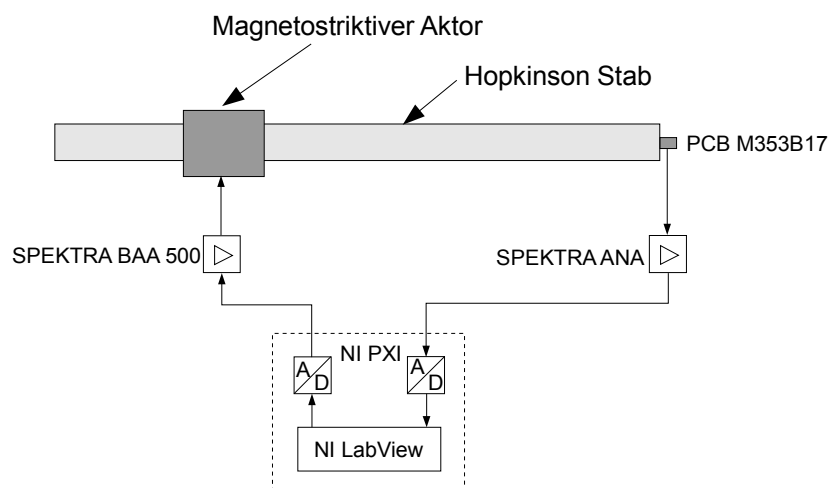 Magnetostriktiver Aktor
Hopkinson Stab
PCB M353B17
SPEKTRA BAA 500
SPEKTRA ANA
NI PXI
A
D
A
D
NI LabView